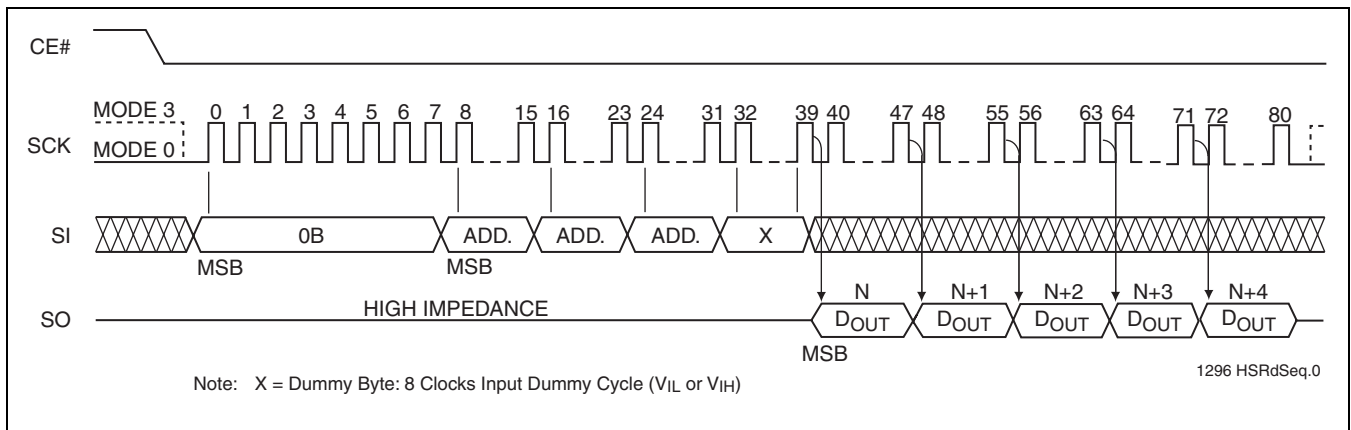 CE#
MODE 3 0 1 2 3 4 5 6 7 8 15 16 23 24 31 32 39 40 47 48 55 56 63 64 71 72 80
SCK MODE 0
SI 0B ADD. ADD. ADD. X
MSB MSB
N N+1 N+2 N+3 N+4
SO HIGH IMPEDANCE DOUT DOUT DOUT DOUT DOUT
MSB
Note: X = Dummy Byte: 8 Clocks Input Dummy Cycle (VIL or VIH)
1296 HSRdSeq.0